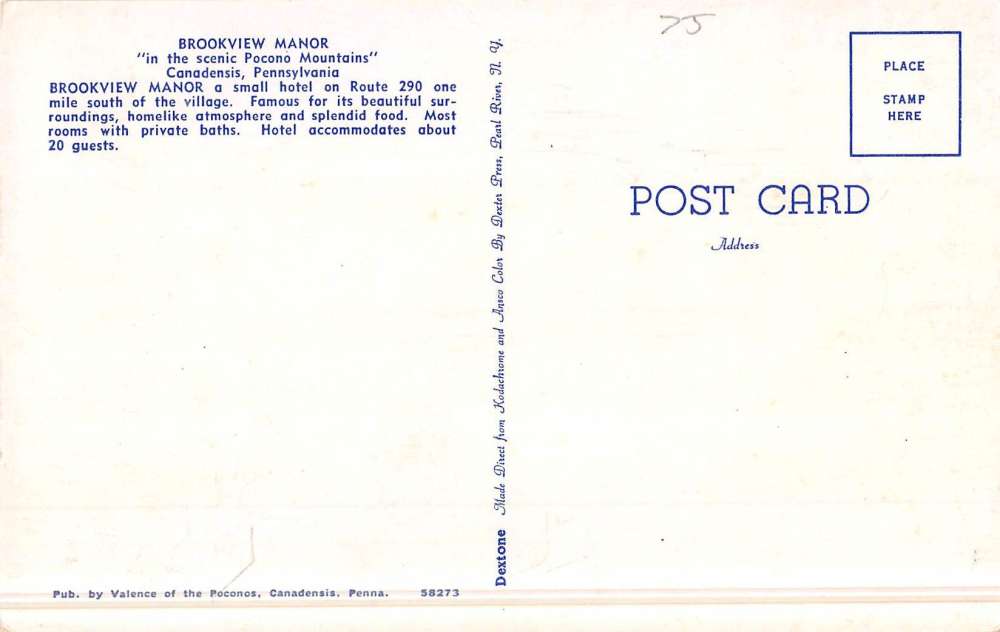 BROOKVIEW MANOR
"in the scenic Pocono Mountains"
Canadensis, Pennsylvania
BROOKVIEW MANOR a small hotel on Route 290 one
mile south of the village. Famous for its beautiful sur-
roundings, homelike atmosphere and splendid food. Most
rooms with private baths. Hotel accommodates about
20 guests.
Pub. by Valence of the Poconos, Canadensis, Penna. 58273
Dextone Made Direct from Kodachrome and Ansco Color By Dexter Press, Pearl River, N. Y.
75
PLACE
STAMP
HERE
POST CARD
Address